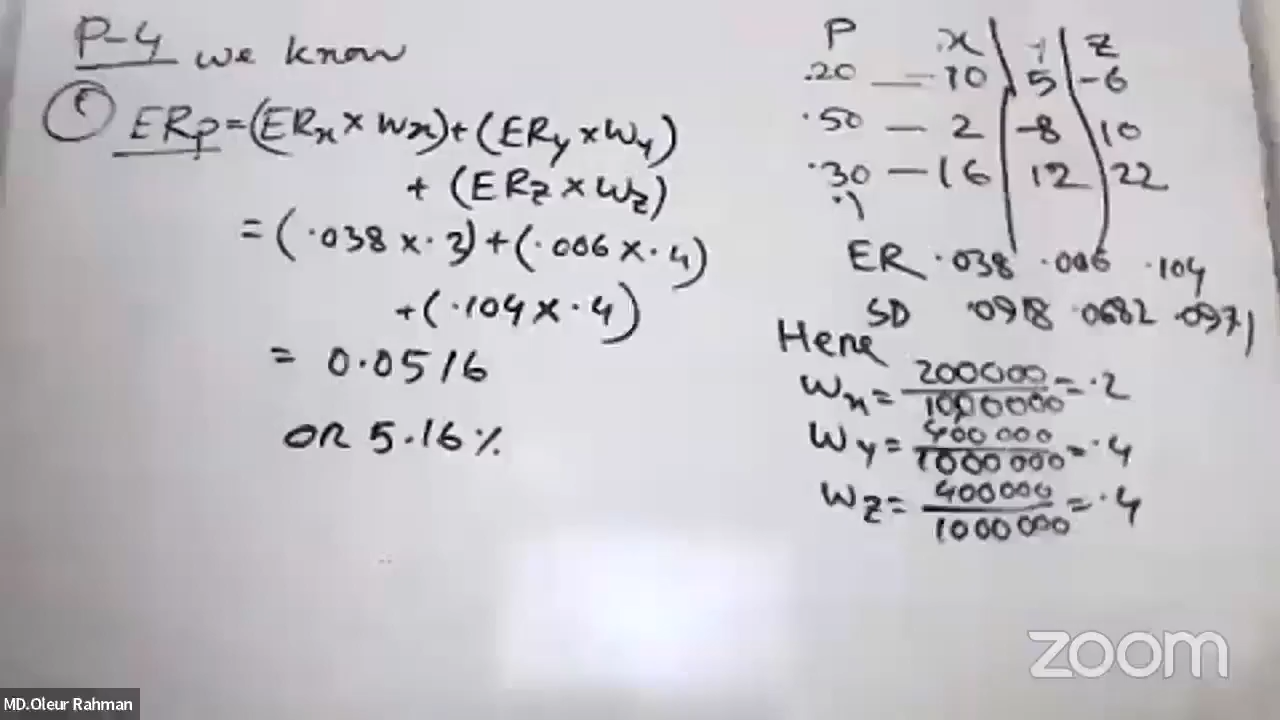 P-4 we know
① ERp=(ERx × Wx)+(ERy × Wy)
+ (ERz × Wz)
= (.038 × .2)+(.006 × .4)
+(.104 × .4)
= 0.0516
OR 5.16%
P x y z
.20 — -10 5 -6
.50 — 2 -8 10
.30 — 16 12 22
.1
ER .038 .006 .104
SD .0918 .0682 .0971
Here
Wx = 200000/1000000 = .2
Wy = 400000/1000000 = .4
Wz = 400000/1000000 = .4
zoom
MD.Oleur Rahman